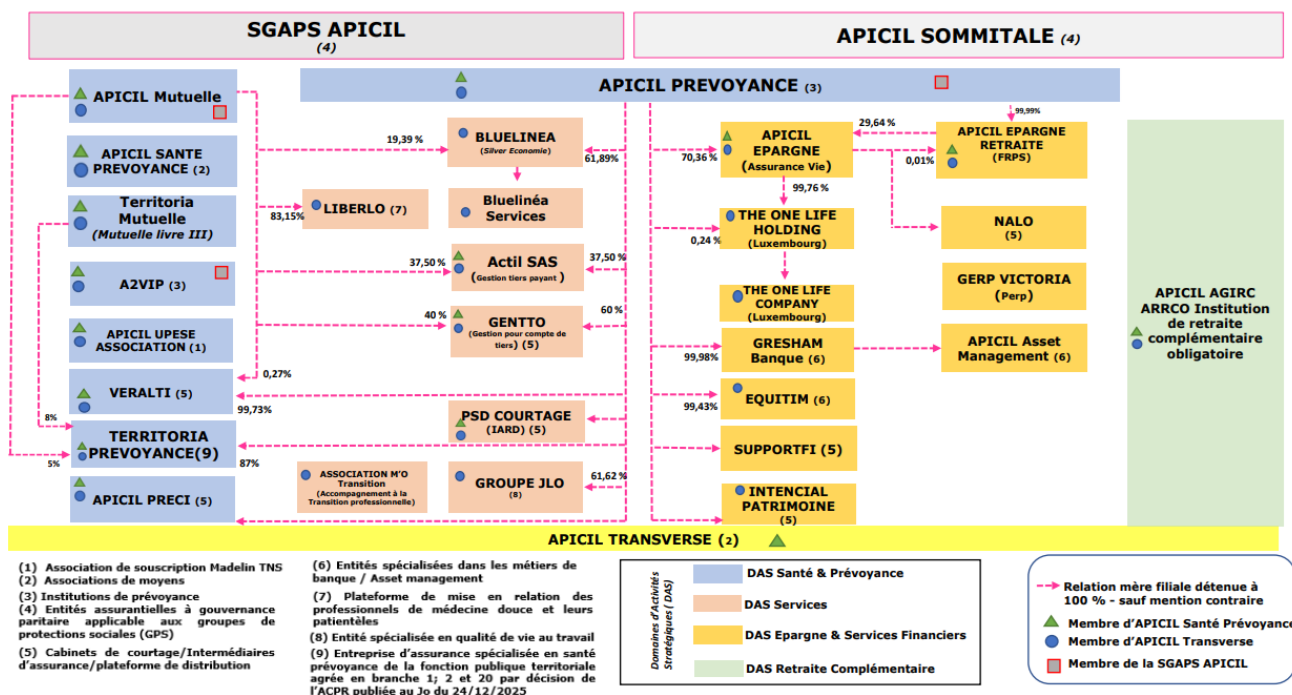 SGAPS APICIL
(4)
APICIL SOMMITALE (4)
APICIL PREVOYANCE (3)
APICIL Mutuelle
APICIL SANTE
PREVOYANCE (2)
Territoria
Mutuelle
(Mutuelle livre III)
A2VIP (3)
APICIL UPESE
ASSOCIATION (1)
VERALTI (5)
TERRITORIA
PREVOYANCE(9)
APICIL PRECI (5)
8%
5%
0,27%
99,73%
87%
19,39 %
83,15%
37,50 %
40 %
BLUELINEA
(Silver Economie)
61,89%
Bluelinéa
Services
LIBERLO (7)
Actil SAS
(Gestion tiers payant )
37,50 %
GENTTO
(Gestion pour compte de
tiers) (5)
60 %
PSD COURTAGE
(IARD) (5)
ASSOCIATION M'O
Transition
(Accompagnement à la
Transition professionnelle)
GROUPE JLO
(8)
61,62 %
70,36 %
APICIL
EPARGNE
(Assurance Vie)
29,64 %
0,01%
99,99%
APICIL EPARGNE
RETRAITE
(FRPS)
99,76 %
0,24 %
THE ONE LIFE
HOLDING
(Luxembourg)
NALO
(5)
THE ONE LIFE
COMPANY
(Luxembourg)
GERP VICTORIA
(Perp)
99,98%
GRESHAM
Banque (6)
APICIL Asset
Management (6)
99,43%
EQUITIM (6)
SUPPORTFI (5)
INTENCIAL
PATRIMOINE
(5)
APICIL AGIRC
ARRCO Institution
de retraite
complémentaire
obligatoire
APICIL TRANSVERSE (2)
(1) Association de souscription Madelin TNS
(2) Associations de moyens
(3) Institutions de prévoyance
(4) Entités assurantielles à gouvernance
paritaire applicable aux groupes de
protections sociales (GPS)
(5) Cabinets de courtage/Intermédiaires
d'assurance/plateforme de distribution
(6) Entités spécialisées dans les métiers de
banque / Asset management
(7) Plateforme de mise en relation des
professionnels de médecine douce et leurs
patientèles
(8) Entité spécialisée en qualité de vie au travail
(9) Entreprise d'assurance spécialisée en santé
prévoyance de la fonction publique territoriale
agrée en branche 1; 2 et 20 par décision de
l'ACPR publiée au Jo du 24/12/2025
Domaines d'Activités
Stratégiques ( DAS)
DAS Santé & Prévoyance
DAS Services
DAS Epargne & Services Financiers
DAS Retraite Complémentaire
Relation mère filiale détenue à
100 % - sauf mention contraire
Membre d'APICIL Santé Prévoyance
Membre d'APICIL Transverse
Membre de la SGAPS APICIL